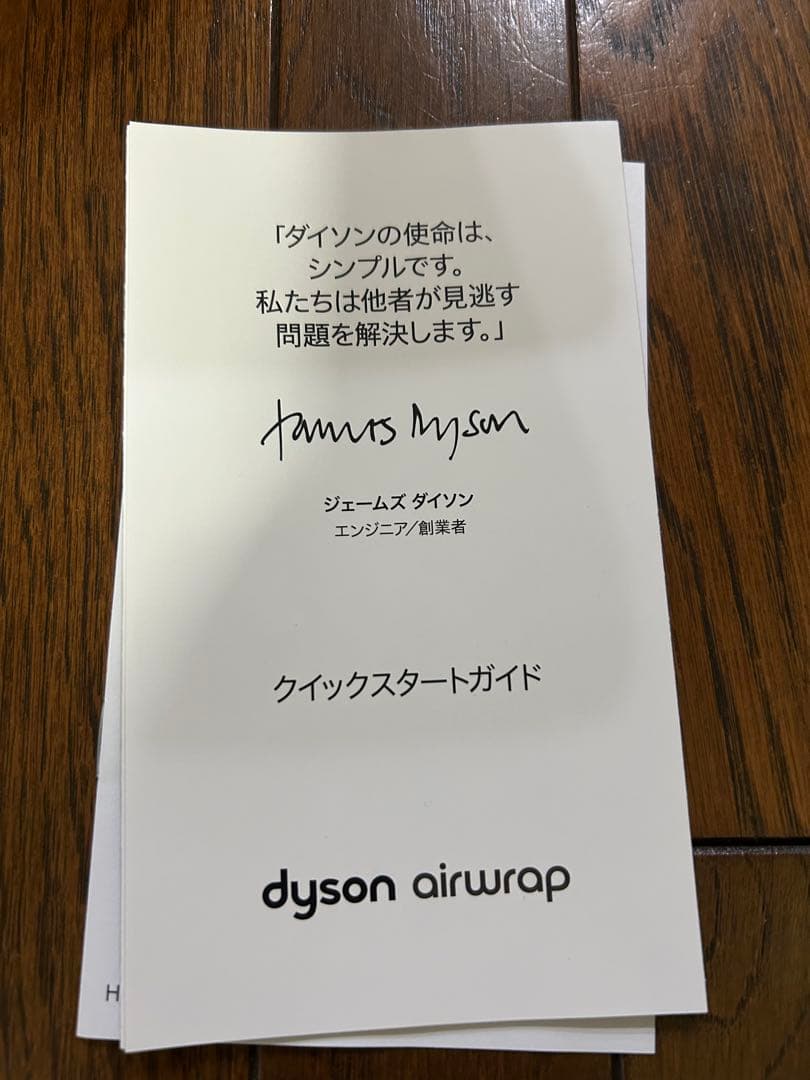 「ダイソンの使命は、
シンプルです。
私たちは他者が見逃す
問題を解決します。」
James Dyson
ジェームズ ダイソン
エンジニア/創業者
クイックスタートガイド
dyson airwrap
H